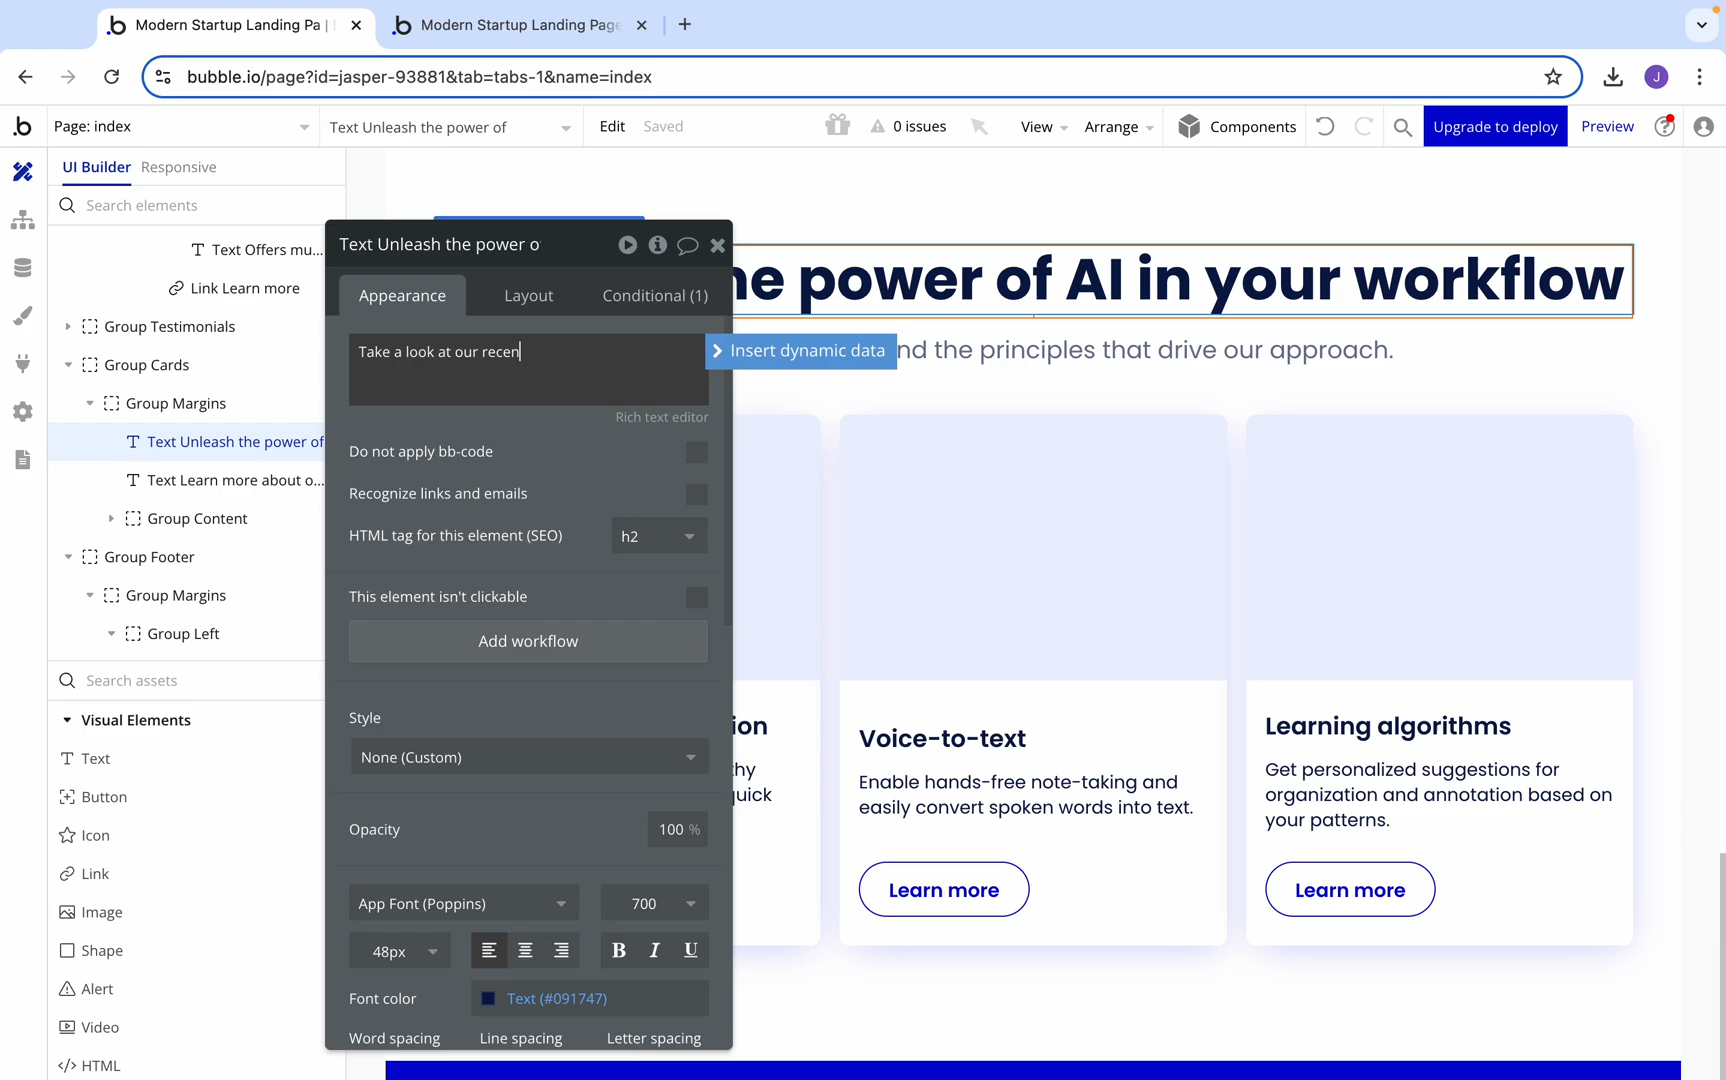 Modern Startup Landing Pa |
Modern Startup Landing Page
bubble.io/page?id=jasper-93881&tab=tabs-1&name=index
J
Page: index
Text Unleash the power of
Edit
Saved
0 issues
View
Arrange
Components
Upgrade to deploy
Preview
UI Builder
Responsive
Search elements
Text Offers mu...
Link Learn more
Group Testimonials
Group Cards
Group Margins
Text Unleash the power of
Text Learn more about o...
Group Content
Group Footer
Group Margins
Group Left
Search assets
Visual Elements
Text
Button
Icon
Link
Image
Shape
Alert
Video
HTML
Text Unleash the power o
Appearance
Layout
Conditional (1)
Take a look at our recen
Insert dynamic data
Rich text editor
Do not apply bb-code
Recognize links and emails
HTML tag for this element (SEO)
h2
This element isn't clickable
Add workflow
Style
None (Custom)
Opacity
100 %
App Font (Poppins)
700
48px
B I U
Font color
Text (#091747)
Word spacing
Line spacing
Letter spacing
he power of AI in your workflow
nd the principles that drive our approach.
ion
thy
quick
Voice-to-text
Enable hands-free note-taking and
easily convert spoken words into text.
Learn more
Learning algorithms
Get personalized suggestions for
organization and annotation based on
your patterns.
Learn more